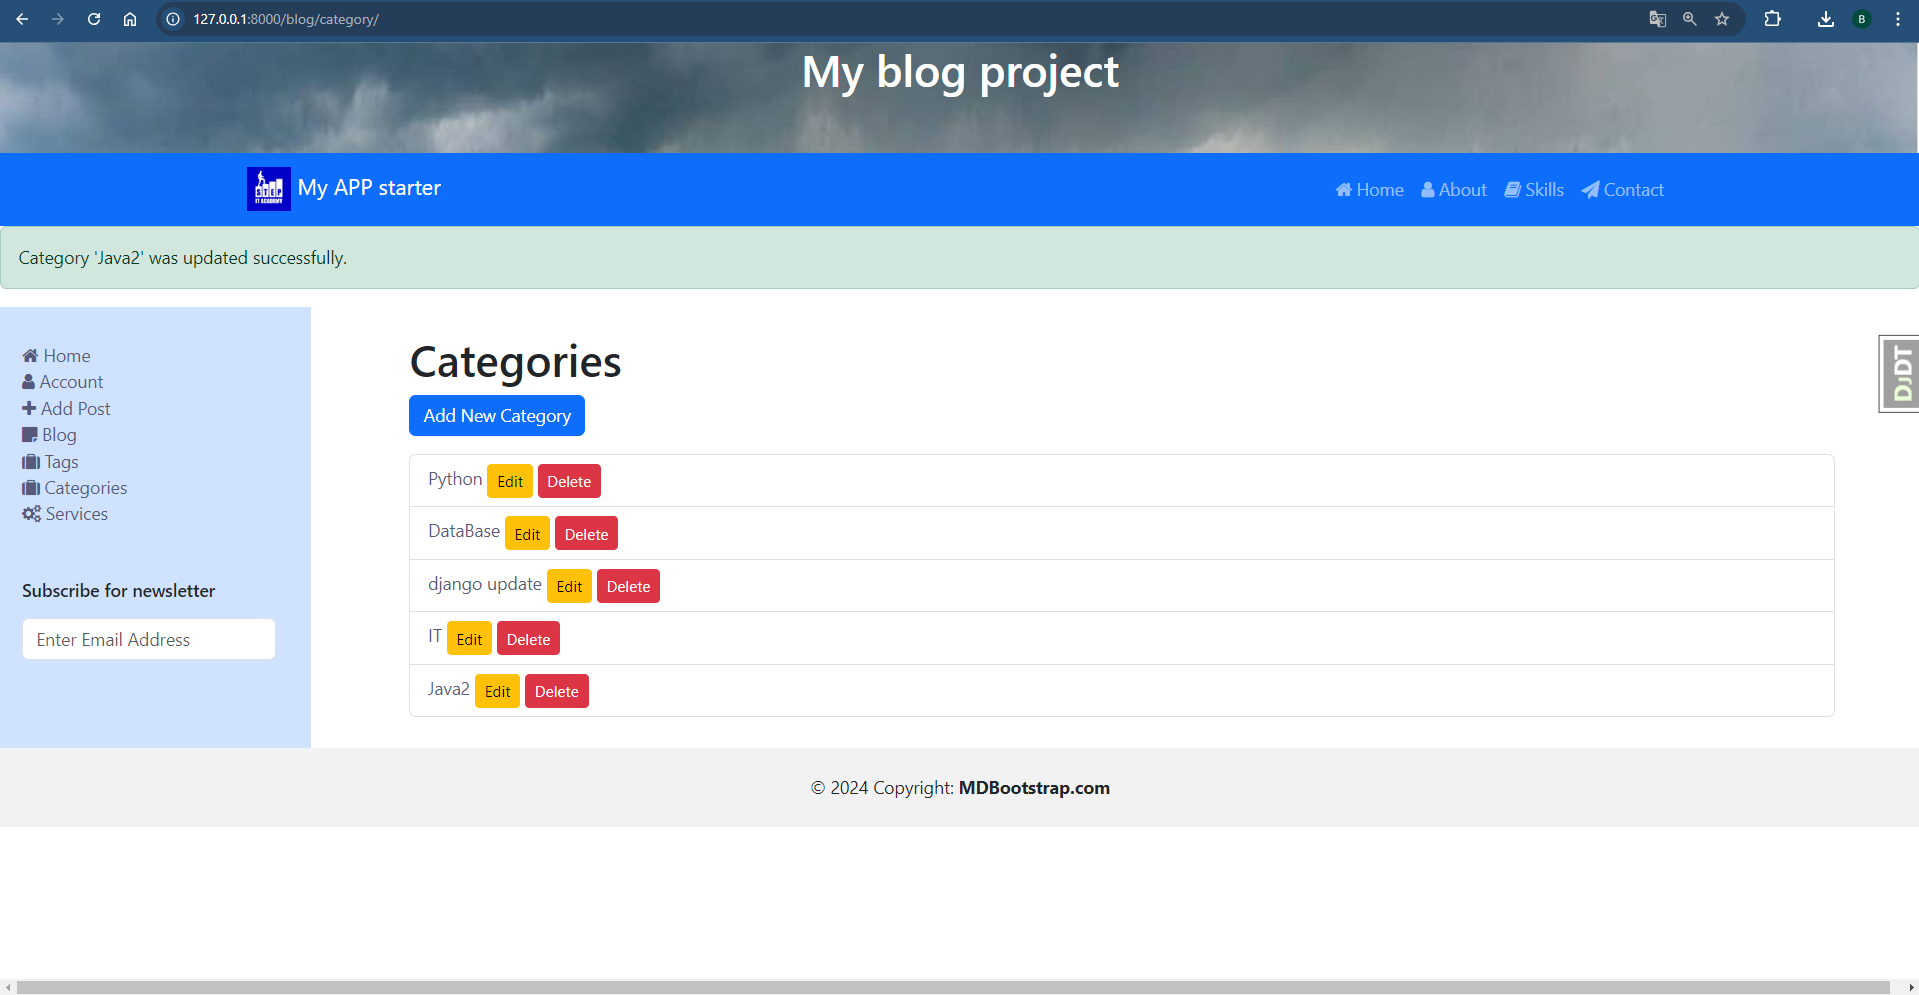 127.0.0.1:8000/blog/category/
B
My blog project
STEP
IT ACADEMY
My APP starter
Home About Skills Contact
Category 'Java2' was updated successfully.
Home
Account
Add Post
Blog
Tags
Categories
Services
Subscribe for newsletter
Enter Email Address
Categories
Add New Category
Python Edit Delete
DataBase Edit Delete
django update Edit Delete
IT Edit Delete
Java2 Edit Delete
DJDT
© 2024 Copyright: MDBootstrap.com